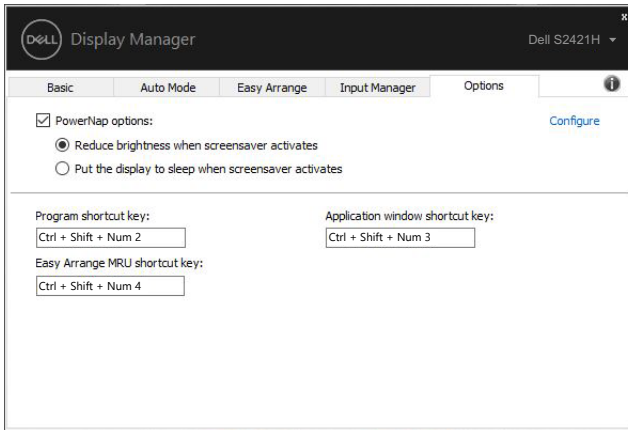 x
DELL Display Manager Dell S2421H
Basic Auto Mode Easy Arrange Input Manager Options
PowerNap options: Configure
Reduce brightness when screensaver activates
Put the display to sleep when screensaver activates
Program shortcut key: Application window shortcut key:
Ctrl + Shift + Num 2 Ctrl + Shift + Num 3
Easy Arrange MRU shortcut key:
Ctrl + Shift + Num 4